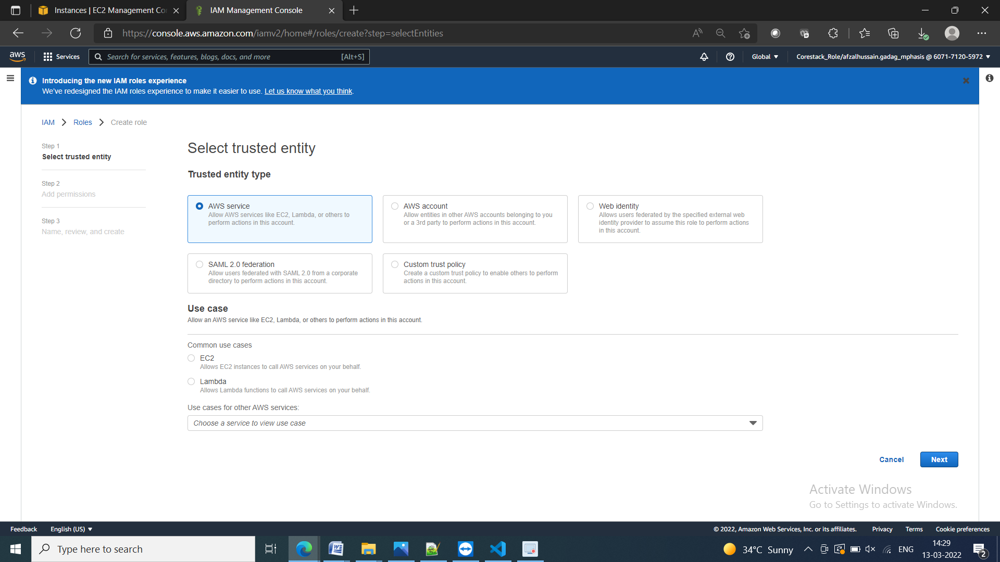 Instances | EC2 Management Co
IAM Management Console
https://console.aws.amazon.com/iamv2/home#/roles/create?step=selectEntities
aws
Services
Search for services, features, blogs, docs, and more
[Alt+S]
Global
Corestack_Role/afzalhussain.gadag_mphasis @ 6071-7120-5972
Introducing the new IAM roles experience
We've redesigned the IAM roles experience to make it easier to use. Let us know what you think.
IAM
Roles
Create role
Step 1
Select trusted entity
Step 2
Add permissions
Step 3
Name, review, and create
Select trusted entity
Trusted entity type
AWS service
Allow AWS services like EC2, Lambda, or others to
perform actions in this account.
AWS account
Allow entities in other AWS accounts belonging to you
or a 3rd party to perform actions in this account.
Web identity
Allows users federated by the specified external web
identity provider to assume this role to perform actions
in this account.
SAML 2.0 federation
Allow users federated with SAML 2.0 from a corporate
directory to perform actions in this account.
Custom trust policy
Create a custom trust policy to enable others to perform
actions in this account.
Use case
Allow an AWS service like EC2, Lambda, or others to perform actions in this account.
Common use cases
EC2
Allows EC2 instances to call AWS services on your behalf.
Lambda
Allows Lambda functions to call AWS services on your behalf.
Use cases for other AWS services:
Choose a service to view use case
Cancel
Next
Activate Windows
Go to Settings to activate Windows.
Feedback
English (US)
© 2022, Amazon Web Services, Inc. or its affiliates.
Privacy
Terms
Cookie preferences
Type here to search
34°C Sunny
ENG
14:29
13-03-2022
2